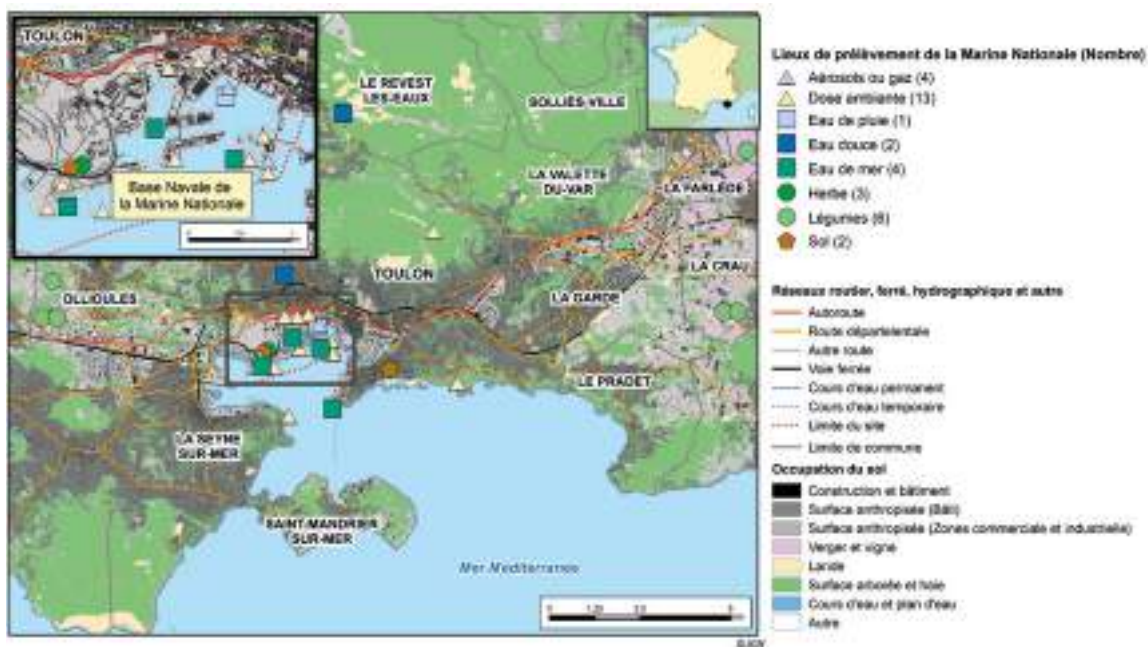 TOULON
Base Navale de
la Marine Nationale
LE REVEST
LES-EAUX
SOLLIÈS-VILLE
LA VALETTE
DU-VAR
LA FARLÈDE
TOULON
LA CRAU
OLLIOULES
LA GARDE
LE PRADET
LA SEYNE
SUR-MER
SAINT-MANDRIER
SUR-MER
Mer Méditerranée
Lieux de prélèvement de la Marine Nationale (Nombre)
Aérosols ou gaz (4)
Dose ambiante (13)
Eau de pluie (1)
Eau douce (2)
Eau de mer (4)
Herbe (3)
Légumes (6)
Sol (2)
Réseaux routier, ferré, hydrographique et autre
Autoroute
Route départentale
Autre route
Voie ferrée
Cours d'eau permanent
Cours d'eau temporaire
Limite du site
Limite de commune
Occupation du sol
Construction et bâtiment
Surface anthropisée (Bâti)
Surface anthropisée (Zones commerciale et industrielle)
Verger et vigne
Lande
Surface arborée et haie
Cours d'eau et plan d'eau
Autre